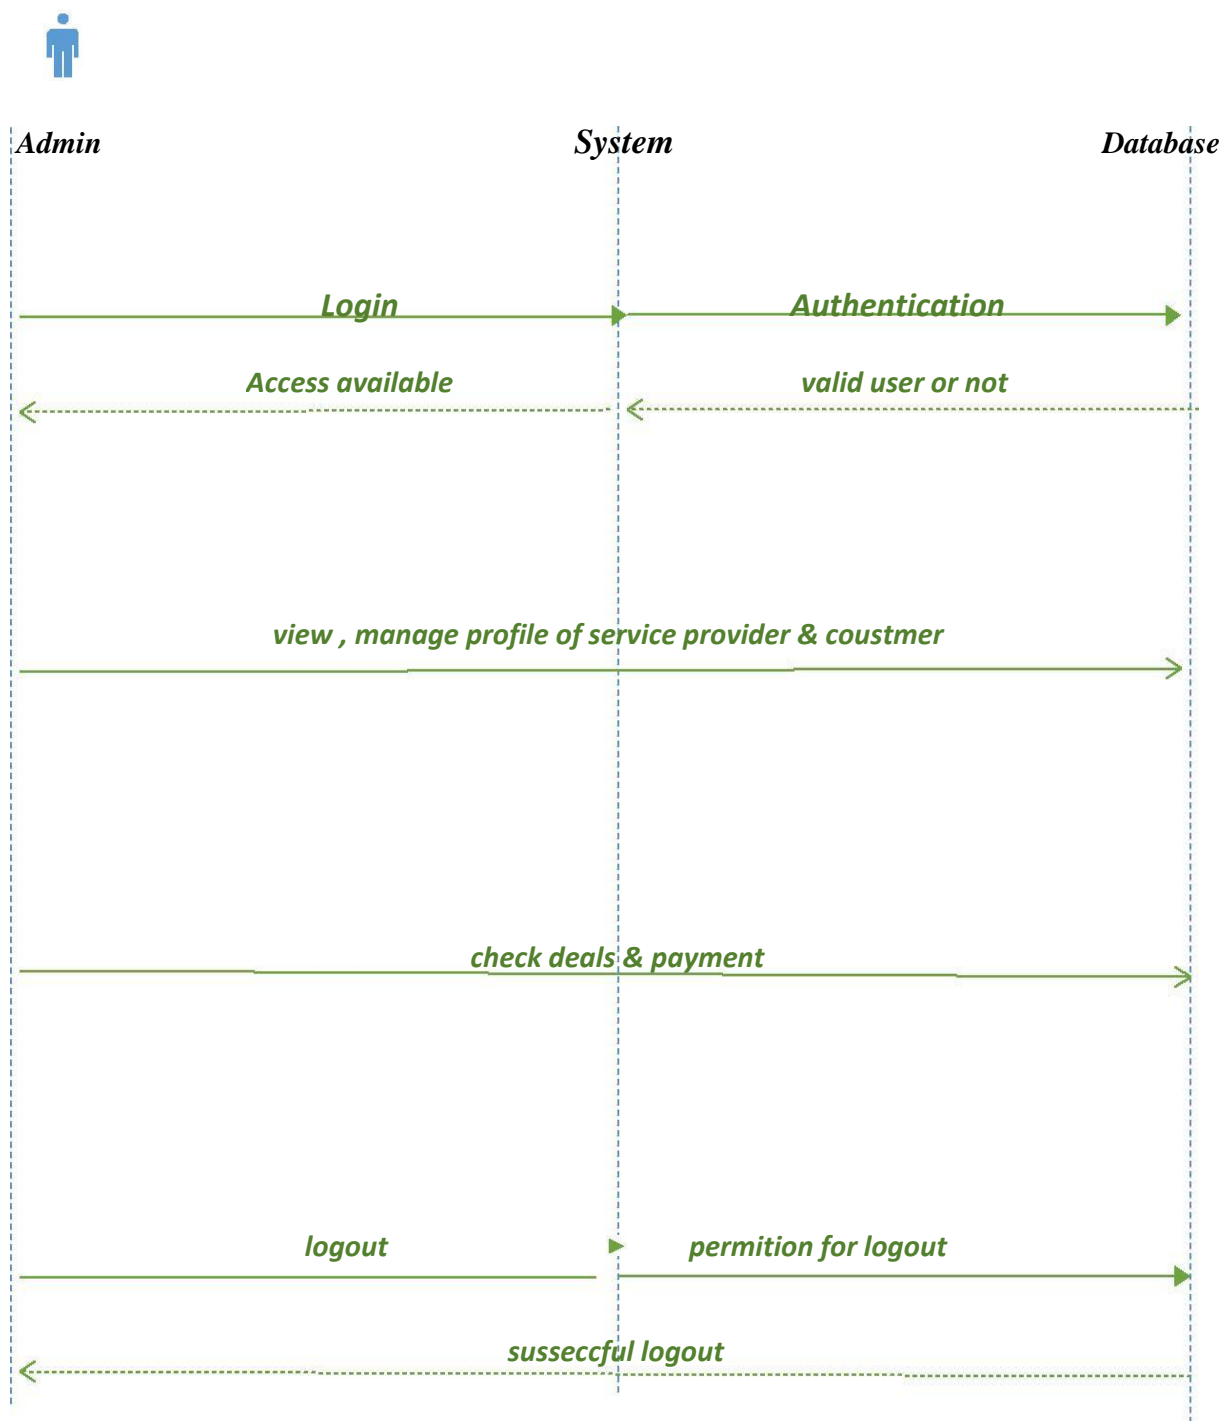 Admin
System
Database
Login
Authentication
Access available
valid user or not
view , manage profile of service provider & coustmer
check deals & payment
logout
permition for logout
susseccful logout